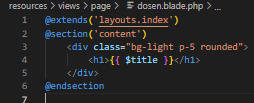 resources > views > page > dosen.blade.php > ...
1 @extends('layouts.index')
2 @section('content')
3 <div class="bg-light p-5 rounded">
4 <h1>{{ $title }}</h1>
5 </div>
6 @endsection
7